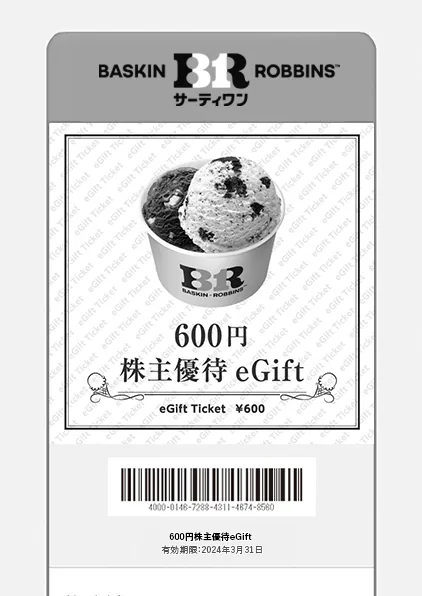 BASKIN BR ROBBINS™
サーティワン
BR
BASKIN-ROBBINS™
600円
株主優待 eGift
eGift Ticket ¥600
4000-0146-7288-4311-4674-8560
600円株主優待eGift
有効期限:2024年3月31日